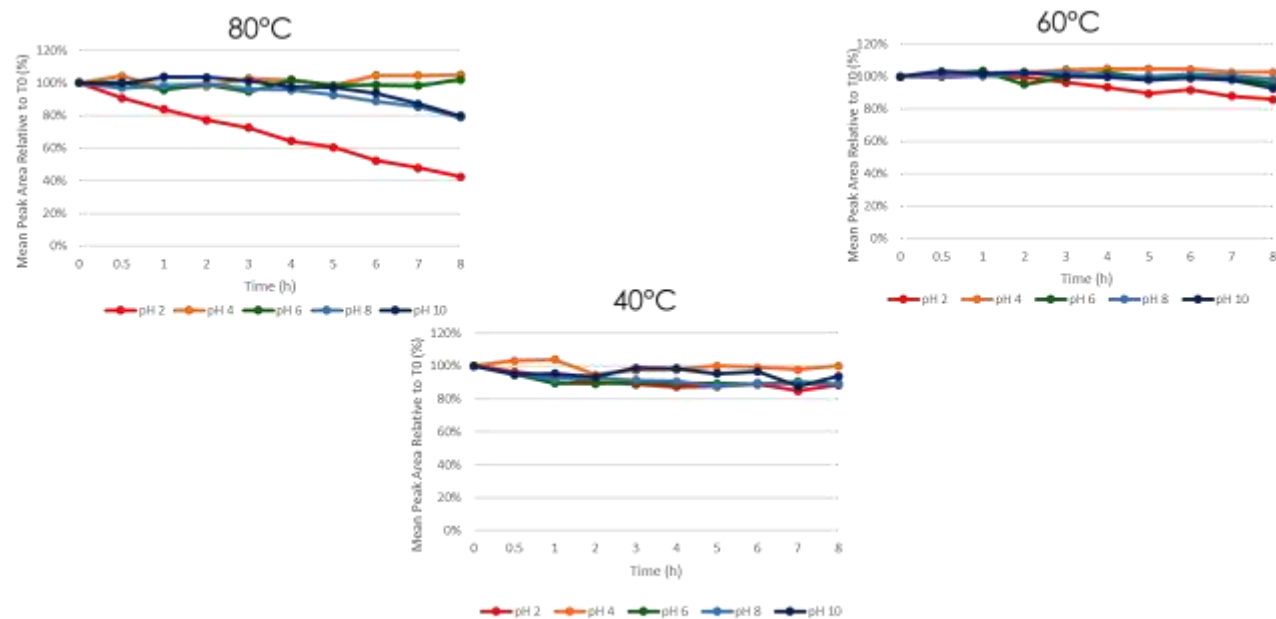 80°C
Mean Peak Area Relative to T0 (%)
120%
100%
80%
60%
40%
20%
0%
0 0.5 1 2 3 4 5 6 7 8
Time (h)
pH 2 pH 4 pH 6 pH 8 pH 10
60°C
Mean Peak Area Relative to T0 (%)
120%
100%
80%
60%
40%
20%
0%
0 0.5 1 2 3 4 5 6 7 8
Time (h)
pH 2 pH 4 pH 6 pH 8 pH 10
40°C
Mean Peak Area Relative to T0 (%)
120%
100%
80%
60%
40%
20%
0%
0 0.5 1 2 3 4 5 6 7 8
Time (h)
pH 2 pH 4 pH 6 pH 8 pH 10